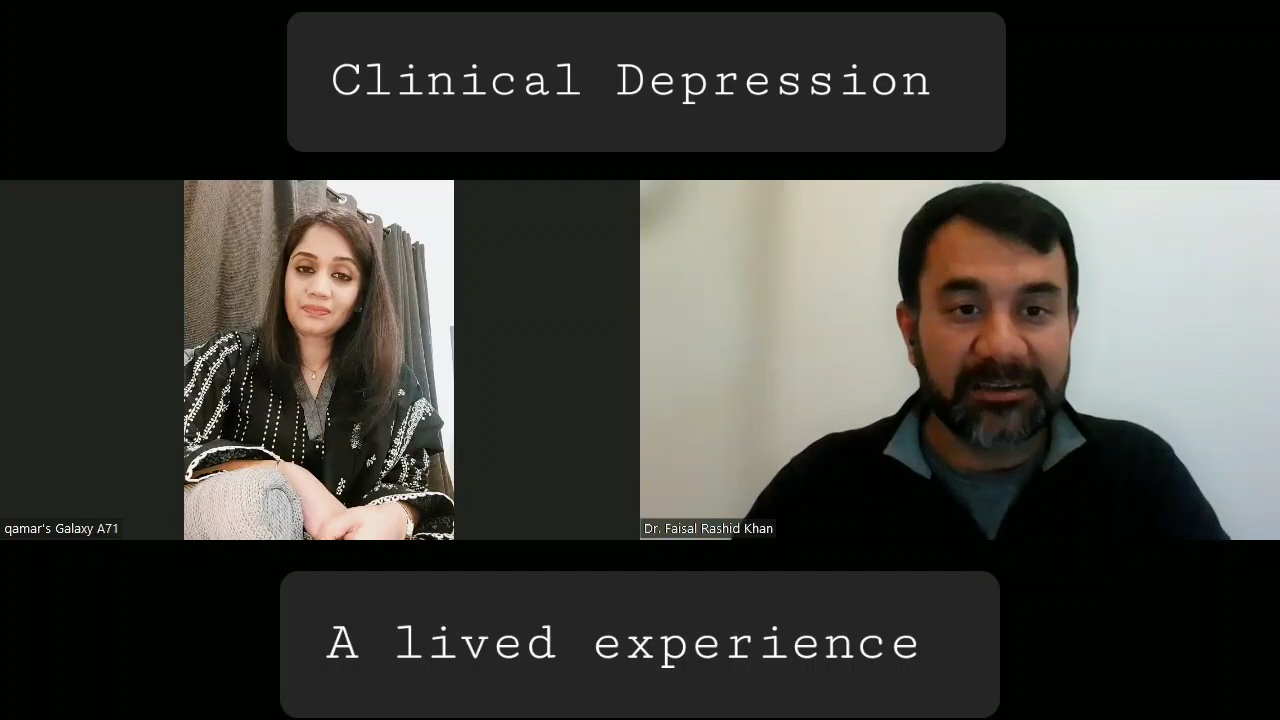 Clinical Depression
qamar's Galaxy A71
Dr. Faisal Rashid Khan
A lived experience